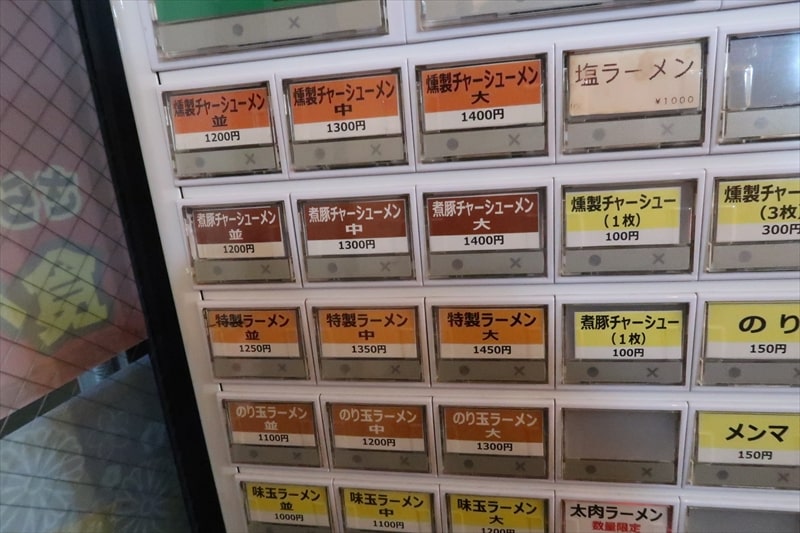 燻製チャーシューメン
並
1200円
燻製チャーシューメン
中
1300円
燻製チャーシューメン
大
1400円
塩ラーメン
¥1000
煮豚チャーシューメン
並
1200円
煮豚チャーシューメン
中
1300円
煮豚チャーシューメン
大
1400円
燻製チャーシュー
(1枚)
100円
燻製チャー
(3枚)
300円
特製ラーメン
並
1250円
特製ラーメン
中
1350円
特製ラーメン
大
1450円
煮豚チャーシュー
(1枚)
100円
のり
150円
のり玉ラーメン
並
1100円
のり玉ラーメン
中
1200円
のり玉ラーメン
大
1300円
メンマ
150円
味玉ラーメン
並
1000円
味玉ラーメン
中
1100円
味玉ラーメン
大
1200円
太肉ラーメン
数量限定